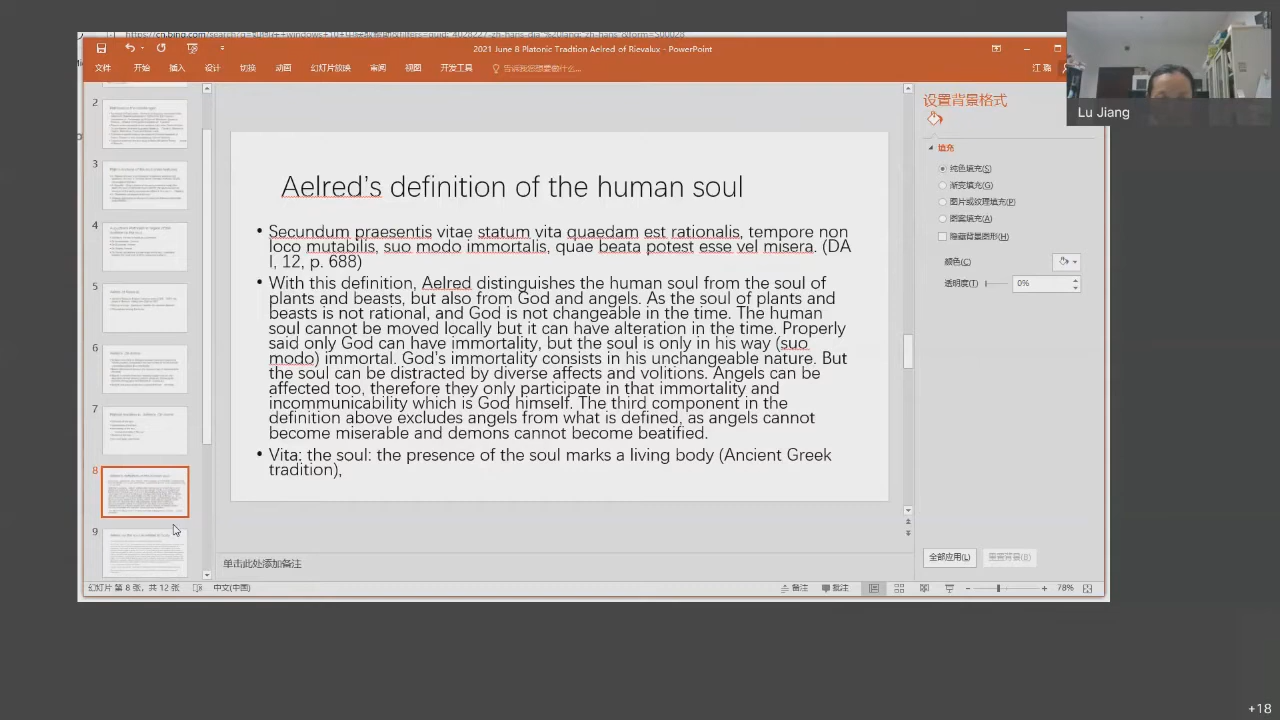 2021 June 8 Platonic Tradtion Aelred of Rievalux - PowerPoint
文件 开始 插入 设计 切换 动画 幻灯片放映 审阅 视图 开发工具 告诉我您想要做什么... 江 璐
Lu Jiang
2
3
4
5
6
7
8
9
Aelred's definition of the human soul
• Secundum praesentis vitae statum vita quaedam est rationalis, tempore non
loco mutabilis, suo modo immortalis, quae beata potest esse vel misera. (DA
I, 12, p. 688)
• With this definition, Aelred distinguishes the human soul from the soul of
plants and beasts, but also from God and angels. As the soul of plants and
beasts is not rational, and God is not changeable in the time. The human
soul cannot be moved locally but it can have alteration in the time. Properly
said only God can have immortality, but the soul is only in his way (suo
modo) immortal. God's immortality consists in his unchangeable nature but
the soul can be distracted by diverse affects and volitions. Angels can be
affected too, therefore they only participate in that immortality and
incommunicability which is God himself. The third component in the
definition above excludes angels from what is defined, as angels cannot
become miserable and demons cannot become beatified.
• Vita: the soul: the presence of the soul marks a living body (Ancient Greek
tradition),
设置背景格式
填充
纯色填充(S)
渐变填充(G)
图片或纹理填充(P)
图案填充(A)
隐藏背景图形(H)
颜色(C)
透明度(T) 0%
全部应用(L) 重置背景(B)
单击此处添加备注
幻灯片 第 8 张, 共 12 张 中文(中国) 备注 批注 78%
+18